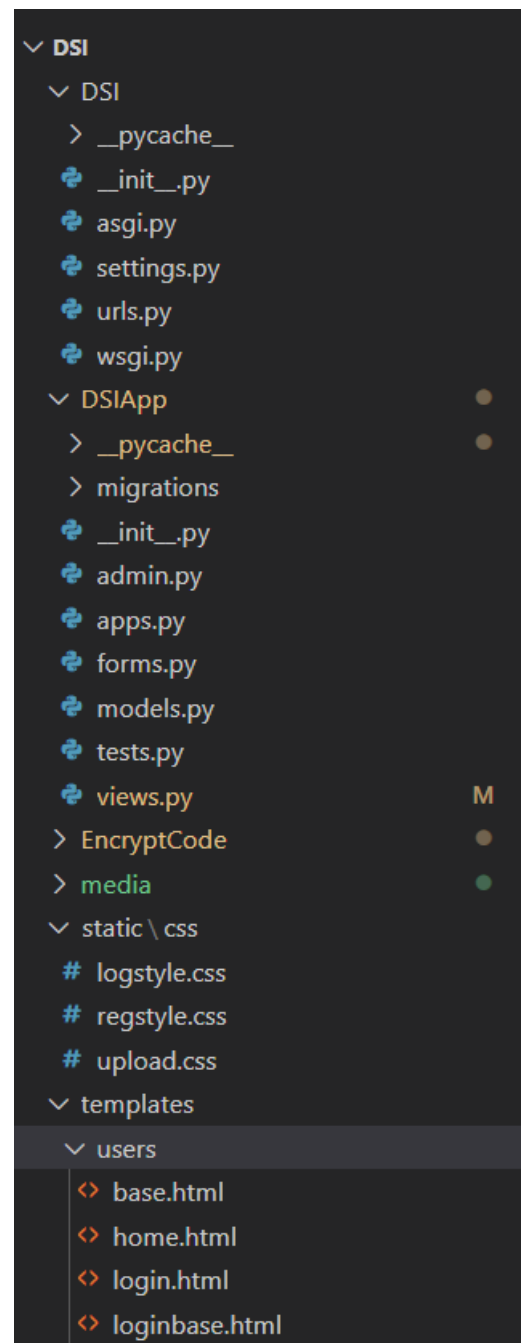 DSI
DSI
__pycache__
__init__.py
asgi.py
settings.py
urls.py
wsgi.py
DSIApp
__pycache__
migrations
__init__.py
admin.py
apps.py
forms.py
models.py
tests.py
views.py M
EncryptCode
media
static \ css
# logstyle.css
# regstyle.css
# upload.css
templates
users
<> base.html
<> home.html
<> login.html
<> loginbase.html